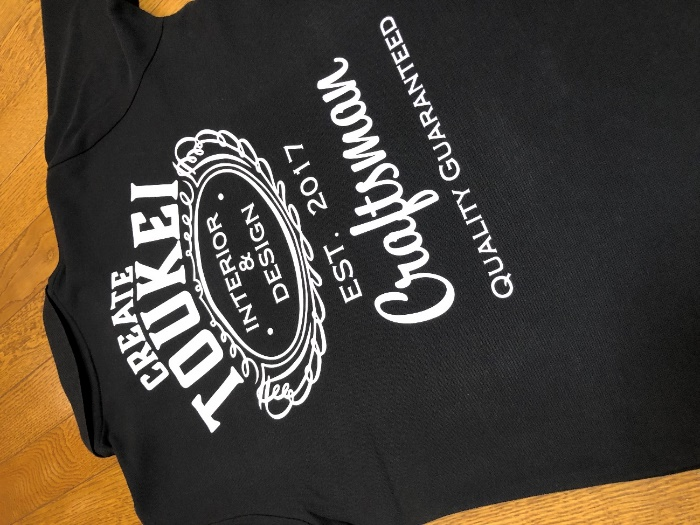 CREATE
TOUKEI
• INTERIOR •
&
DESIGN
EST. 2017
Craftsman
QUALITY GUARANTEED